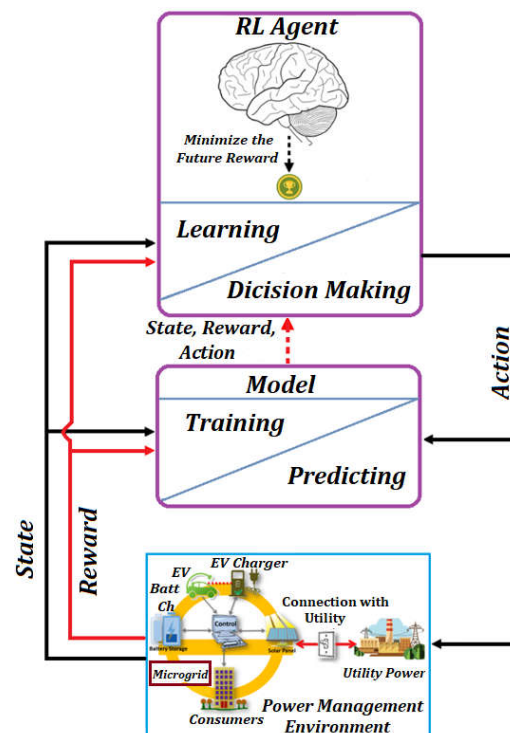 RL Agent
Minimize the
Future Reward
Learning
Dicision Making
State, Reward,
Action
Model
Training
Predicting
Action
State
Reward
EV Charger
EV
Batt
Ch
Control
Battery Storage
Solar Panel
Connection with
Utility
Utility Power
Microgrid
Consumers
Power Management
Environment